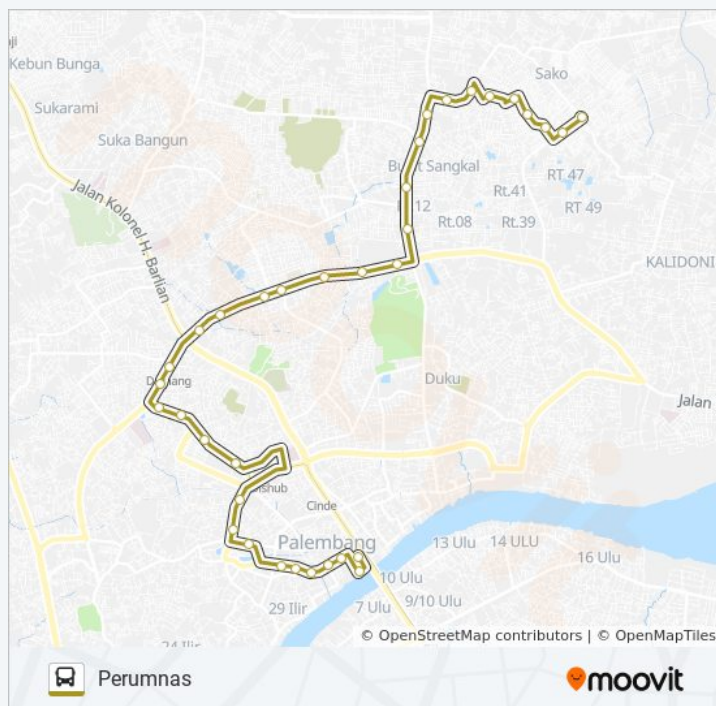 Kebun Bunga
Sako
Sukarami
Suka Bangun
Jalan Kolonel H. Barlian
RT 47
12
Rt.41
RT 49
Rt.08
Rt.39
KALIDONI
Duku
Jalan
Cinde
Palembang
13 Ulu
14 ULU
16 Ulu
10 Ulu
29 Ilir
7 Ulu
9/10 Ulu
© OpenStreetMap contributors | © OpenMapTiles
Perumnas
moovit